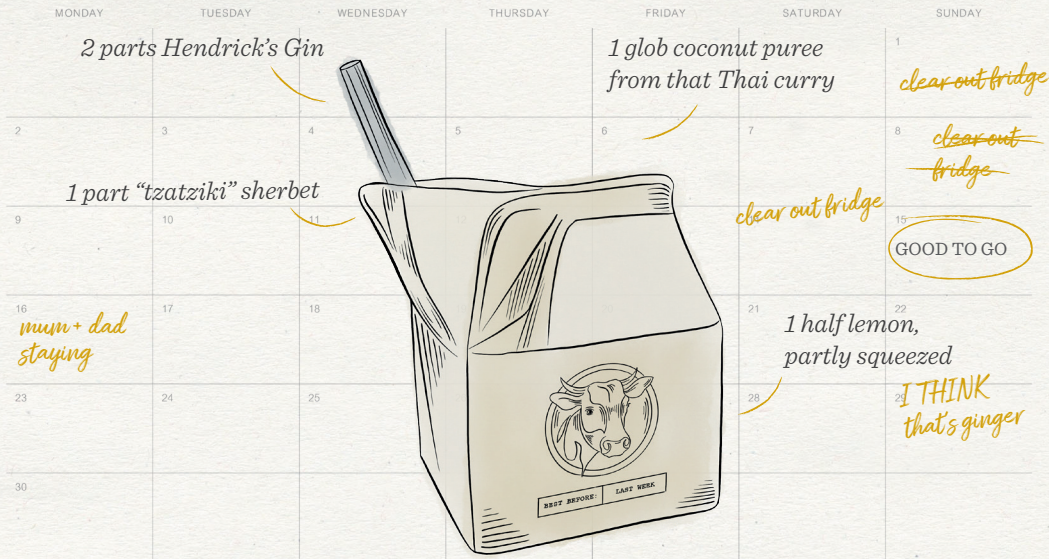 MONDAY TUESDAY WEDNESDAY THURSDAY FRIDAY SATURDAY SUNDAY
1
2 parts Hendrick's Gin
1 glob coconut puree
from that Thai curry
clear out fridge
2 3 4 5 6 7 8
clear out
fridge
1 part "tzatziki" sherbet
clear out fridge
9 10 11 12 15
GOOD TO GO
16 17 18 20 21 22
mum + dad
staying
1 half lemon,
partly squeezed
23 24 25 28 29
I THINK
that's ginger
BEST BEFORE: LAST WEEK
30